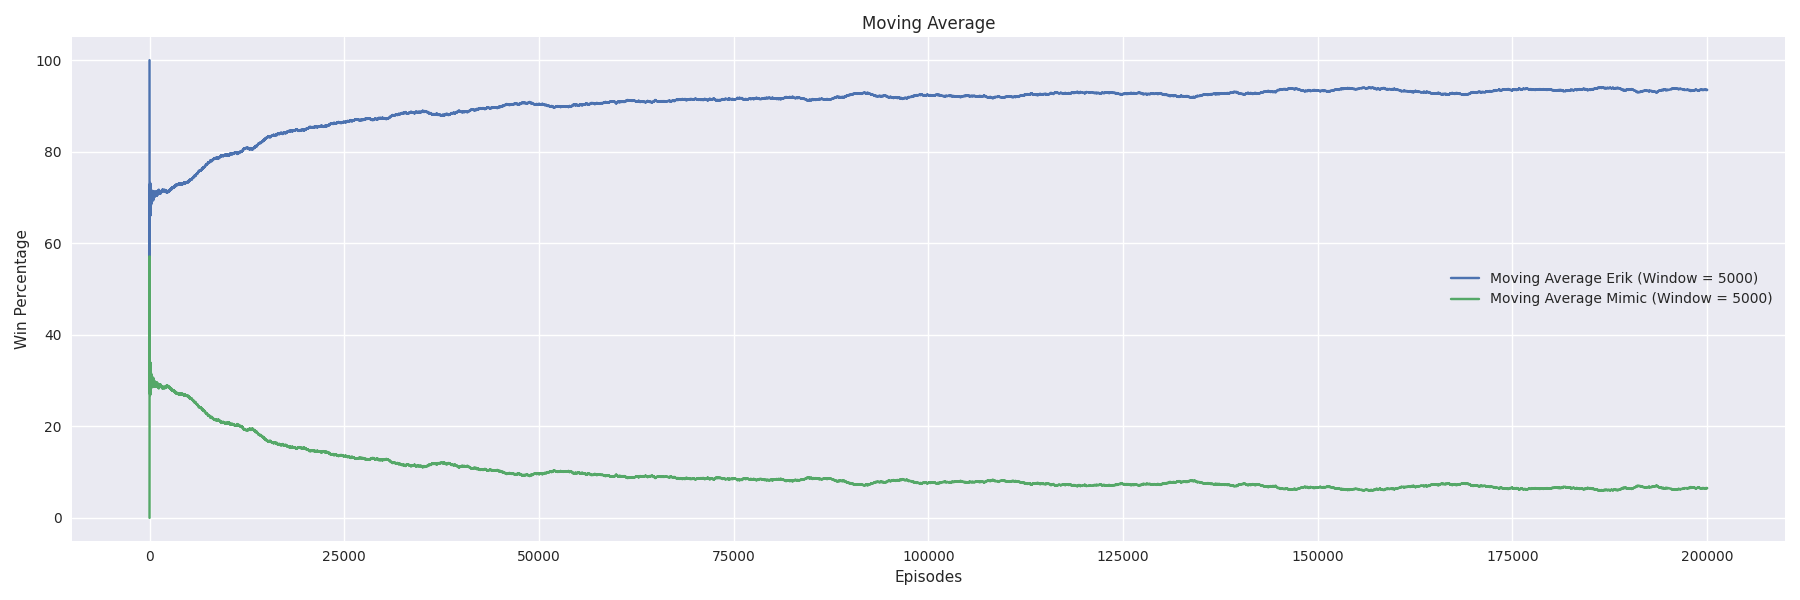 Moving Average
100
80
60
40
20
0
Win Percentage
Moving Average Erik (Window = 5000)
Moving Average Mimic (Window = 5000)
0 25000 50000 75000 100000 125000 150000 175000 200000
Episodes